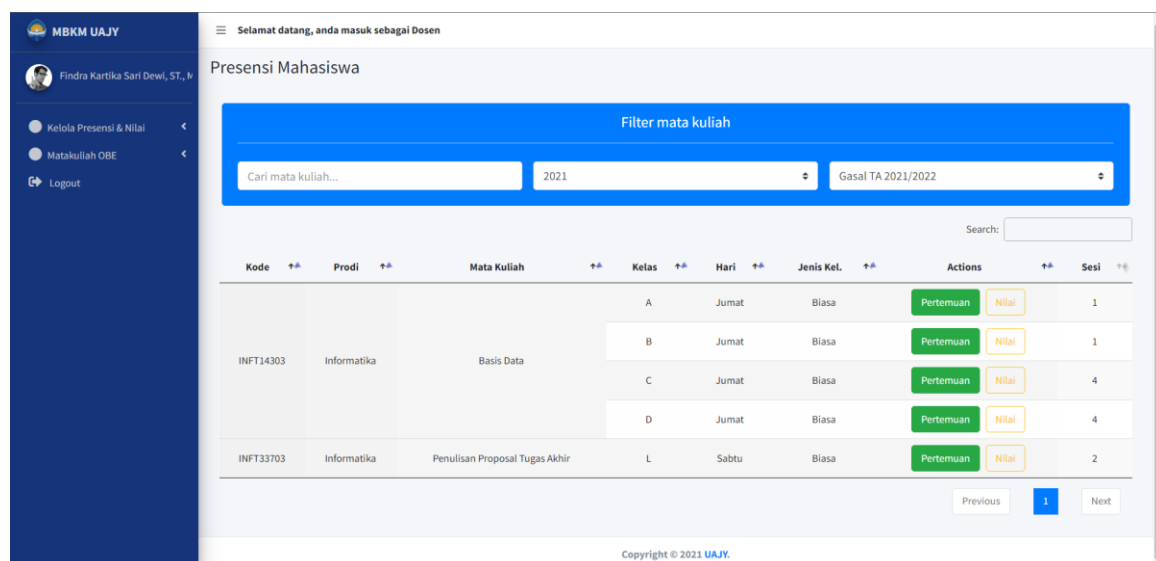 MBKM UAJY
Selamat datang, anda masuk sebagai Dosen
Findra Kartika Sari Dewi, ST., M
Kelola Presensi & Nilai
Matakuliah OBE
Logout
Presensi Mahasiswa
Filter mata kuliah
Cari mata kuliah... 2021 Gasal TA 2021/2022
Search:
Kode Prodi Mata Kuliah Kelas Hari Jenis Kel. Actions Sesi
A Jumat Biasa Pertemuan Nilai 1
B Jumat Biasa Pertemuan Nilai 1
INFT14303 Informatika Basis Data
C Jumat Biasa Pertemuan Nilai 4
D Jumat Biasa Pertemuan Nilai 4
INFT33703 Informatika Penulisan Proposal Tugas Akhir L Sabtu Biasa Pertemuan Nilai 2
Previous 1 Next
Copyright © 2021 UAJY.